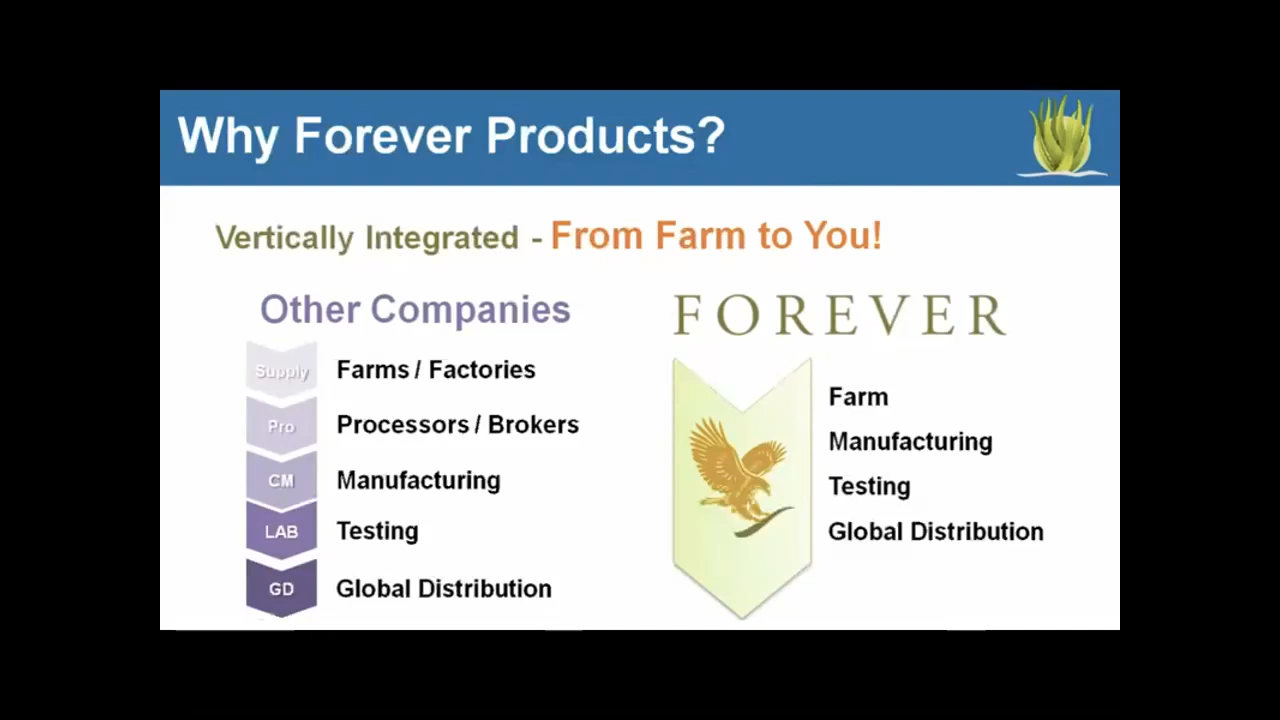 Why Forever Products?
Vertically Integrated - From Farm to You!
Other Companies
Supply Farms / Factories
Pro Processors / Brokers
CM Manufacturing
LAB Testing
GD Global Distribution
FOREVER
Farm
Manufacturing
Testing
Global Distribution